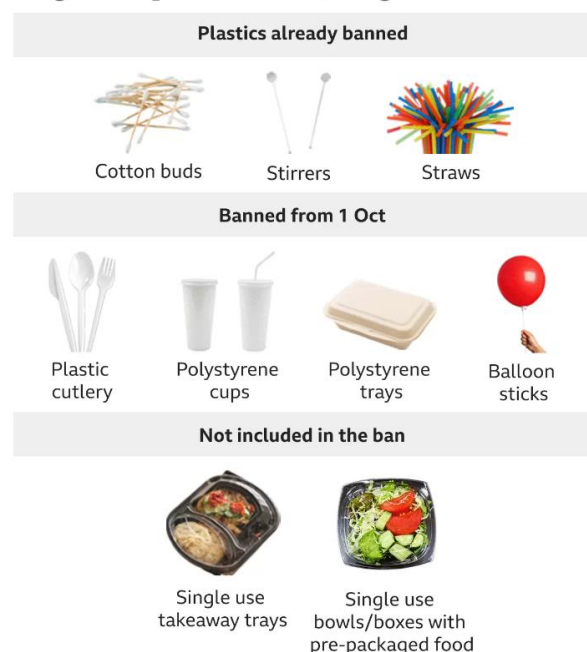 Plastics already banned
Cotton buds
Stirrers
Straws
Banned from 1 Oct
Plastic
cutlery
Polystyrene
cups
Polystyrene
trays
Balloon
sticks
Not included in the ban
Single use
takeaway trays
Single use
bowls/boxes with
pre-packaged food